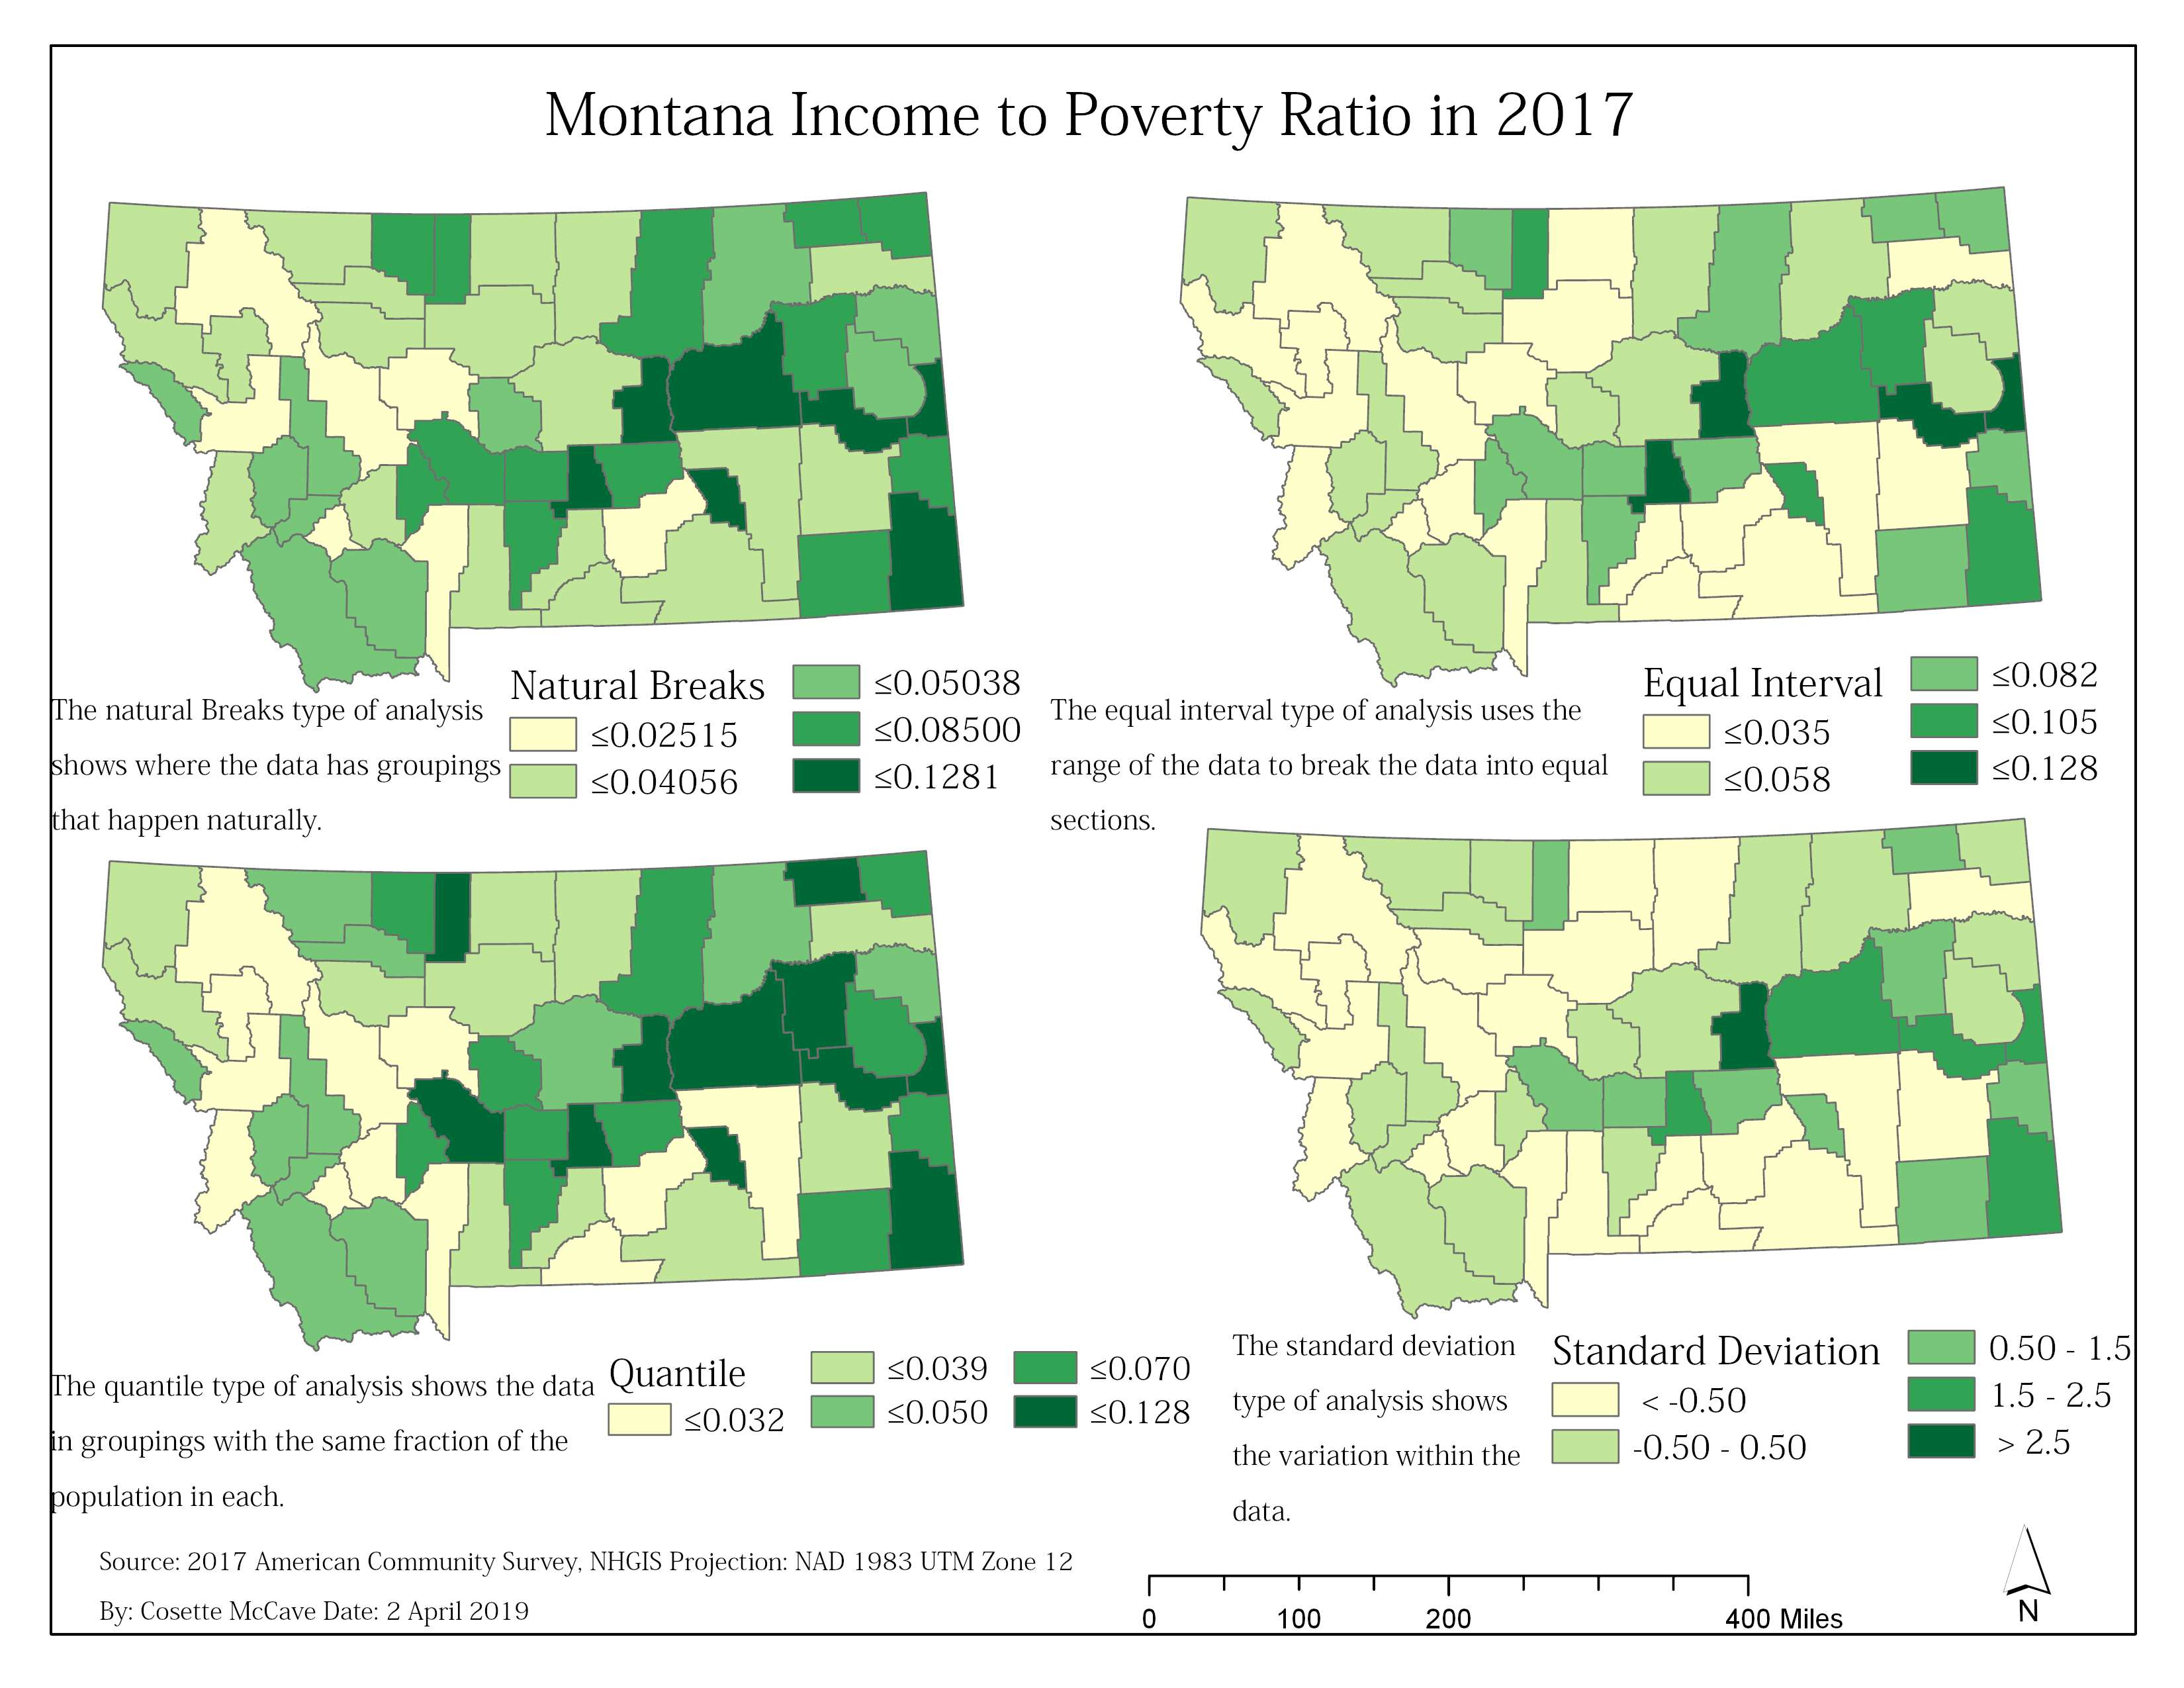 Montana Income to Poverty Ratio in 2017
The natural Breaks type of analysis
shows where the data has groupings
that happen naturally.
Natural Breaks
≤0.02515
≤0.04056
≤0.05038
≤0.08500
≤0.1281
The equal interval type of analysis uses the
range of the data to break the data into equal
sections.
Equal Interval
≤0.035
≤0.058
≤0.082
≤0.105
≤0.128
The quantile type of analysis shows the data
in groupings with the same fraction of the
population in each.
Quantile
≤0.032
≤0.039
≤0.050
≤0.070
≤0.128
The standard deviation
type of analysis shows
the variation within the
data.
Standard Deviation
< -0.50
-0.50 - 0.50
0.50 - 1.5
1.5 - 2.5
> 2.5
Source: 2017 American Community Survey, NHGIS Projection: NAD 1983 UTM Zone 12
By: Cosette McCave Date: 2 April 2019
0 100 200 400 Miles
N